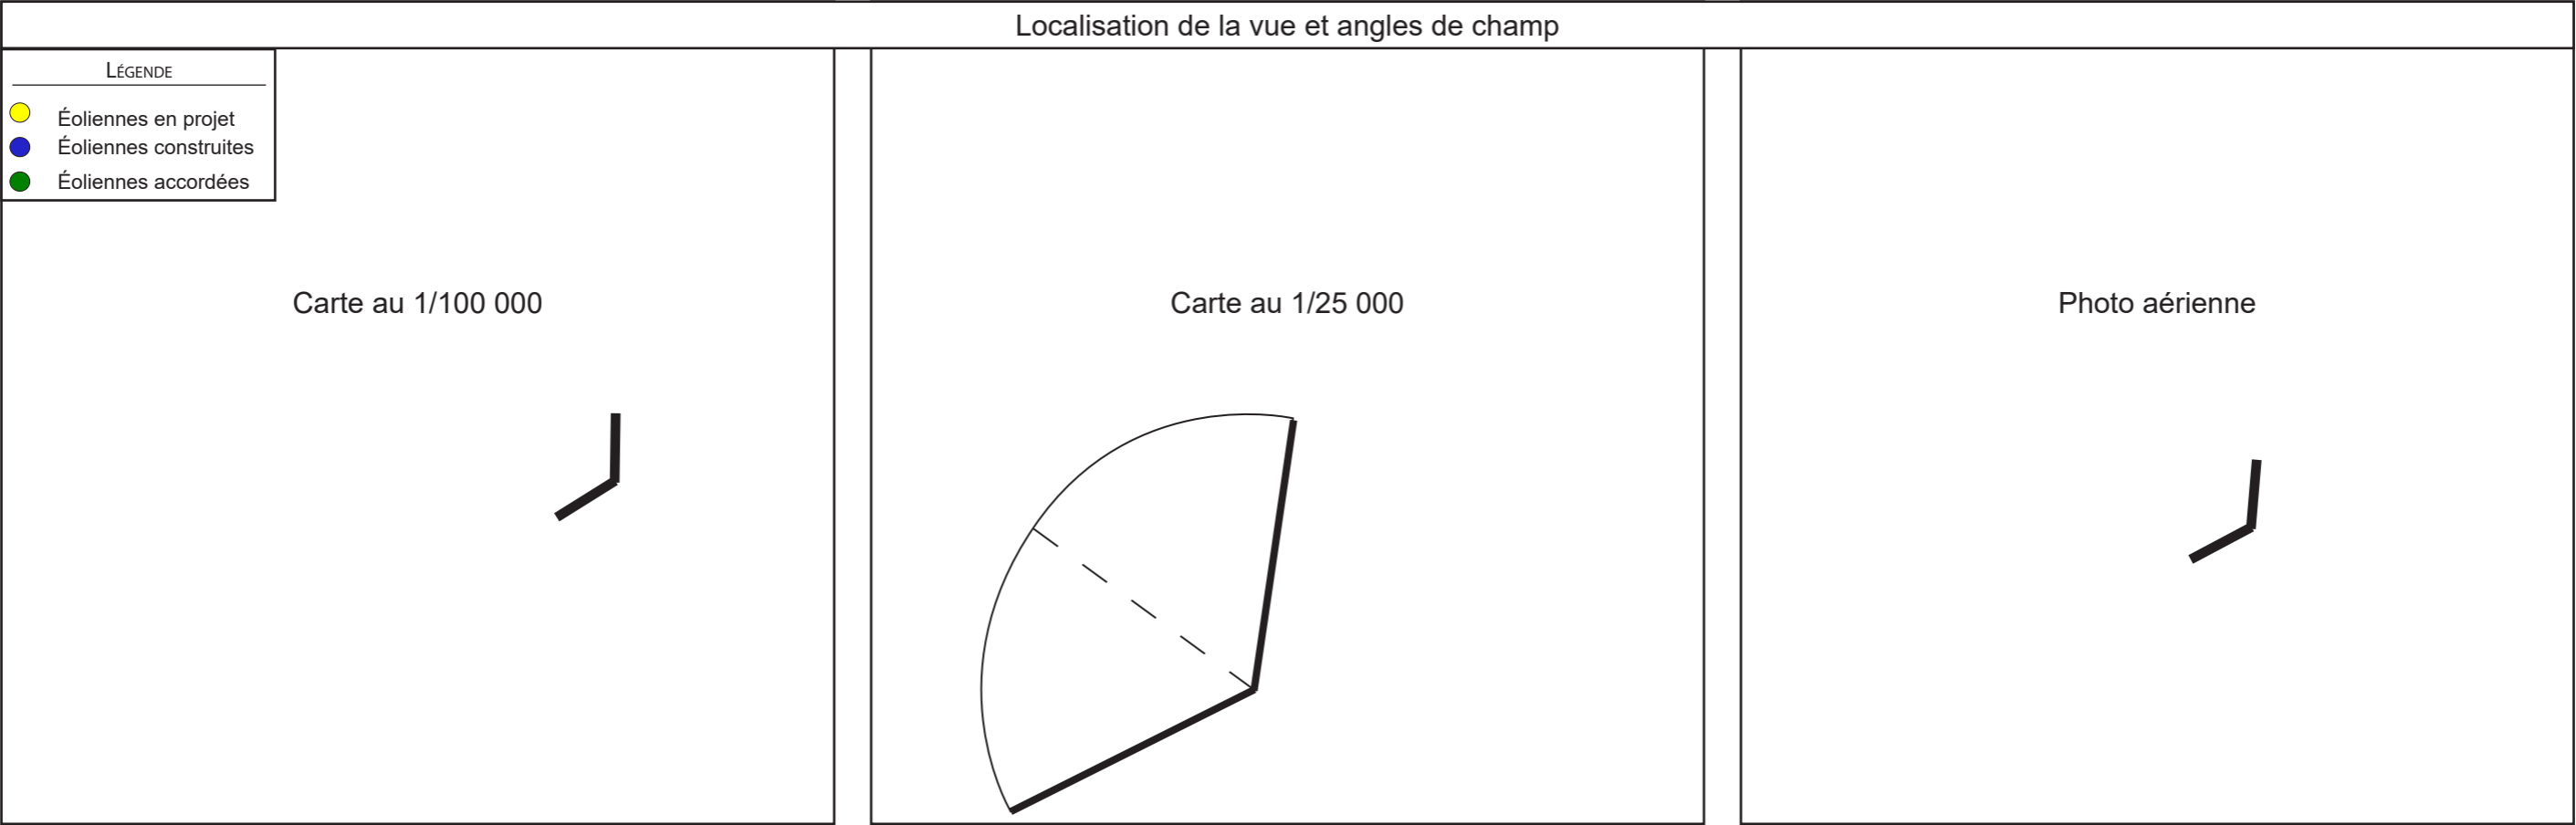 Localisation de la vue et angles de champ
LÉGENDE
Éoliennes en projet
Éoliennes construites
Éoliennes accordées
Carte au 1/100 000
Carte au 1/25 000
Photo aérienne